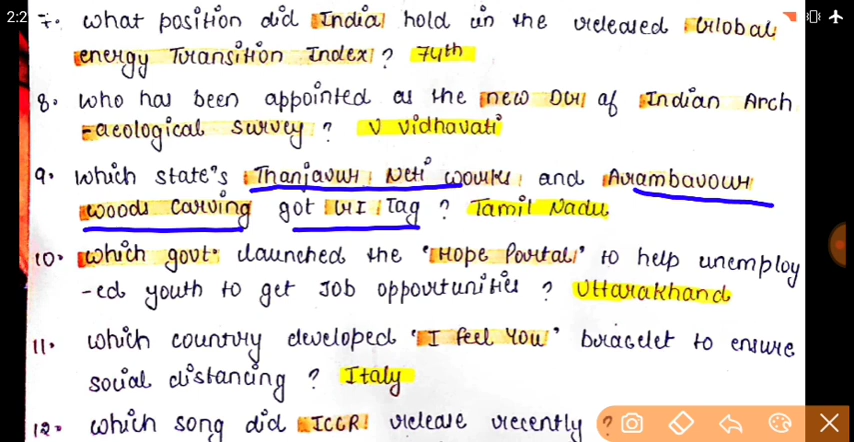 2:2
7. what position did India hold in the released Global
energy Transition Index? 74th
8. who has been appointed as the new DG of Indian Arch
-aeological survey? V Vidhavati
9. which state's Thanjavur Neti works and Arambavour
woods carving got GI Tag? Tamil Nadu
10. which govt. launched the 'Hope Portal' to help unemploy
-ed youth to get Job opportunities? Uttarakhand
11. which country developed 'I feel You' bracelet to ensure
social distancing? Italy
12. which song did ICCR release recently?